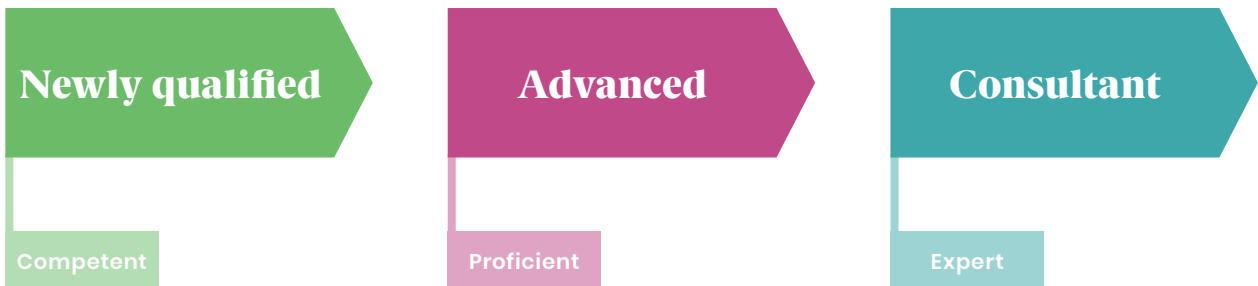 Newly qualified
Advanced
Consultant
Competent
Proficient
Expert